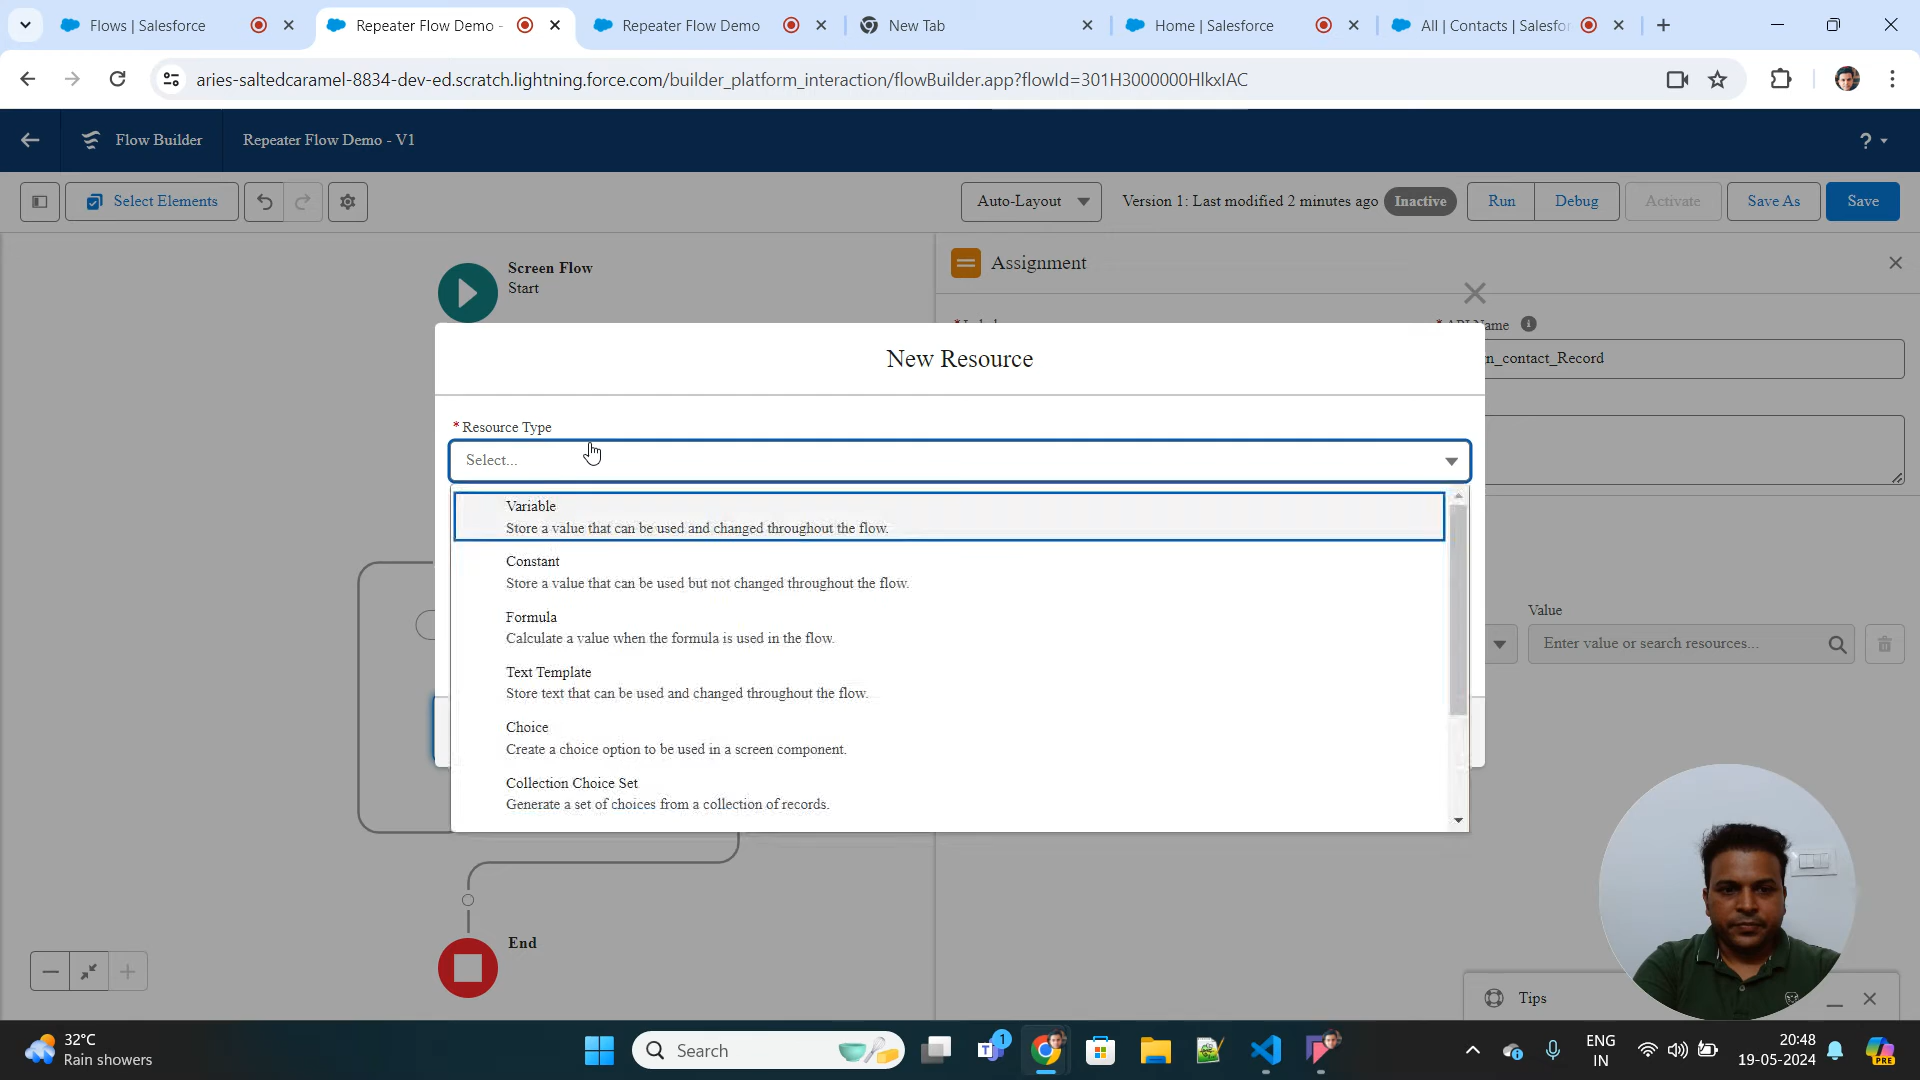 Flows | Salesforce
Repeater Flow Demo -
Repeater Flow Demo
New Tab
Home | Salesforce
All | Contacts | Salesfo
aries-saltedcaramel-8834-dev-ed.scratch.lightning.force.com/builder_platform_interaction/flowBuilder.app?flowId=301H3000000HlkxIAC
Flow Builder
Repeater Flow Demo - V1
?
Select Elements
Auto-Layout
Version 1: Last modified 2 minutes ago
Inactive
Run
Debug
Activate
Save As
Save
Screen Flow
Start
Assignment
* API Name
n_contact_Record
New Resource
* Resource Type
Select...
Variable
Store a value that can be used and changed throughout the flow.
Constant
Store a value that can be used but not changed throughout the flow.
Formula
Calculate a value when the formula is used in the flow.
Text Template
Store text that can be used and changed throughout the flow.
Choice
Create a choice option to be used in a screen component.
Collection Choice Set
Generate a set of choices from a collection of records.
Value
Enter value or search resources...
End
Tips
32°C
Rain showers
Search
1
ENG
IN
20:48
19-05-2024
PRE